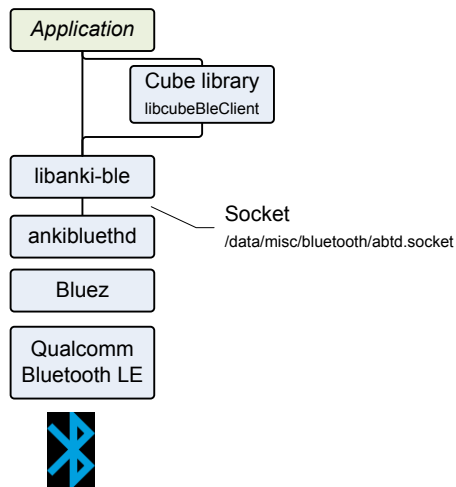 Application
Cube library
libcubeBleClient
libanki-ble
Socket
/data/misc/bluetooth/abtd.socket
ankibluethd
Bluez
Qualcomm
Bluetooth LE